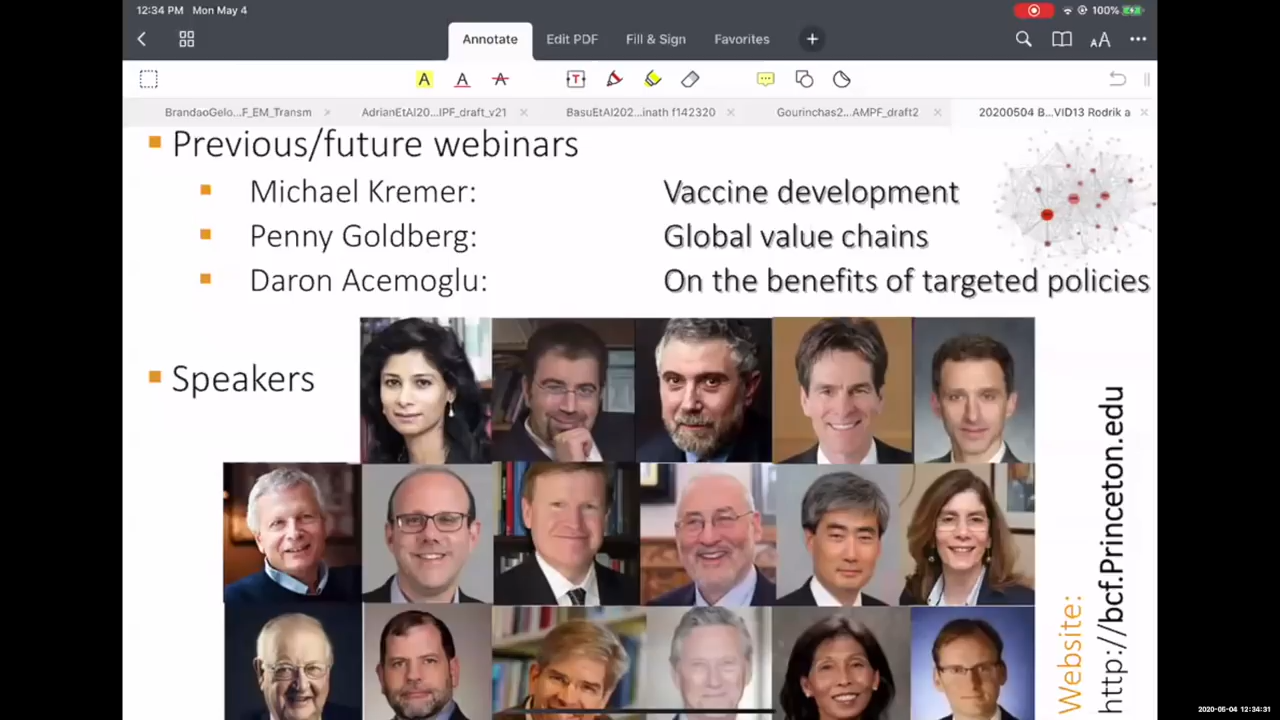 12:34 PM Mon May 4
100%
Annotate Edit PDF Fill & Sign Favorites
AA
A A A T
BrandaoGelo...F_EM_Transm × AdrianEtAl20...IPF_draft_v21 × BasuEtAl202...inath f142320 × Gourinchas2...AMPF_draft2 × 20200504 B...VID13 Rodrik a ×
Previous/future webinars
Michael Kremer: Vaccine development
Penny Goldberg: Global value chains
Daron Acemoglu: On the benefits of targeted policies
Speakers
Website:
http://bcf.Princeton.edu
2020-05-04 12:34:31